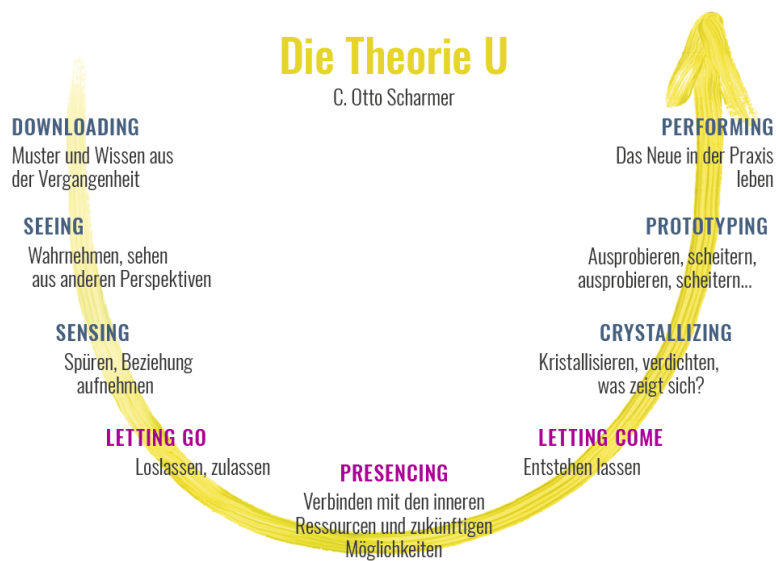 Die Theorie U
C. Otto Scharmer
DOWNLOADING
Muster und Wissen aus
der Vergangenheit
SEEING
Wahrnehmen, sehen
aus anderen Perspektiven
SENSING
Spüren, Beziehung
aufnehmen
LETTING GO
Loslassen, zulassen
PRESENCING
Verbinden mit den inneren
Ressourcen und zukünftigen
Möglichkeiten
LETTING COME
Entstehen lassen
CRYSTALLIZING
Kristallisieren, verdichten,
was zeigt sich?
PROTOTYPING
Ausprobieren, scheitern,
ausprobieren, scheitern...
PERFORMING
Das Neue in der Praxis
leben